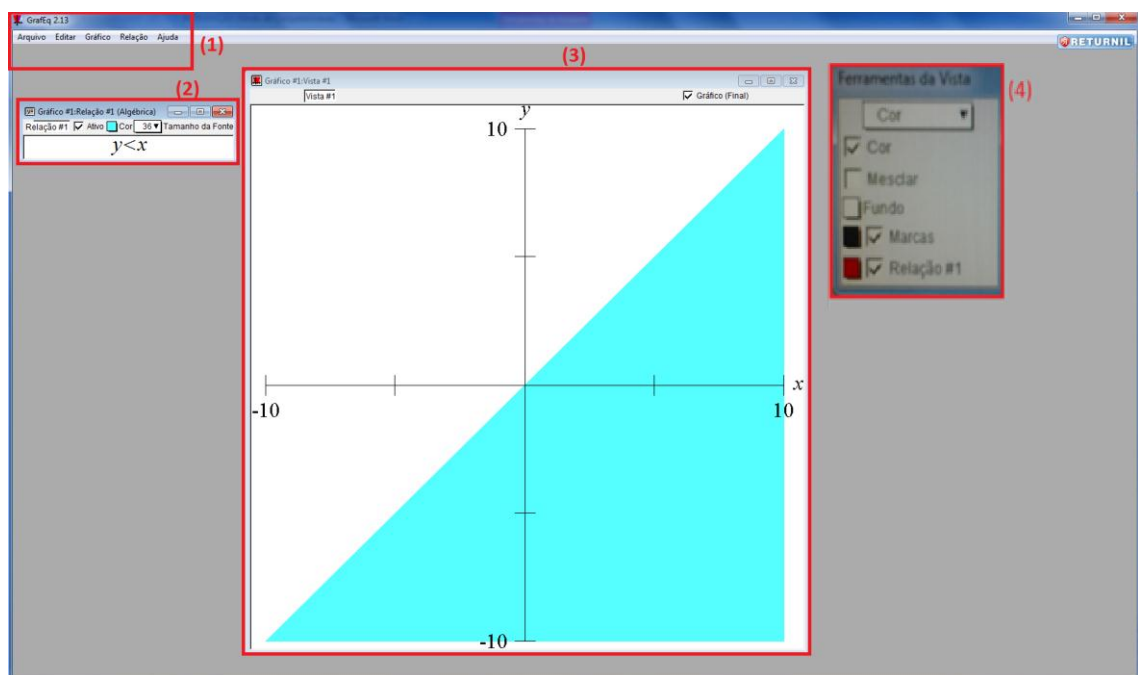 GrafEq 2.13
Arquivo Editar Gráfico Relação Ajuda
(1)
RETURNIL
(2)
Gráfico #1:Relação #1 (Algébrica)
Relação #1 Ativo Cor 36 Tamanho da Fonte
y<x
(3)
Gráfico #1:Vista #1
Vista #1 Gráfico (Final)
y
10
x
-10
10
-10
(4)
Ferramentas da Vista
Cor
Cor
Mesclar
Fundo
Marcas
Relação #1